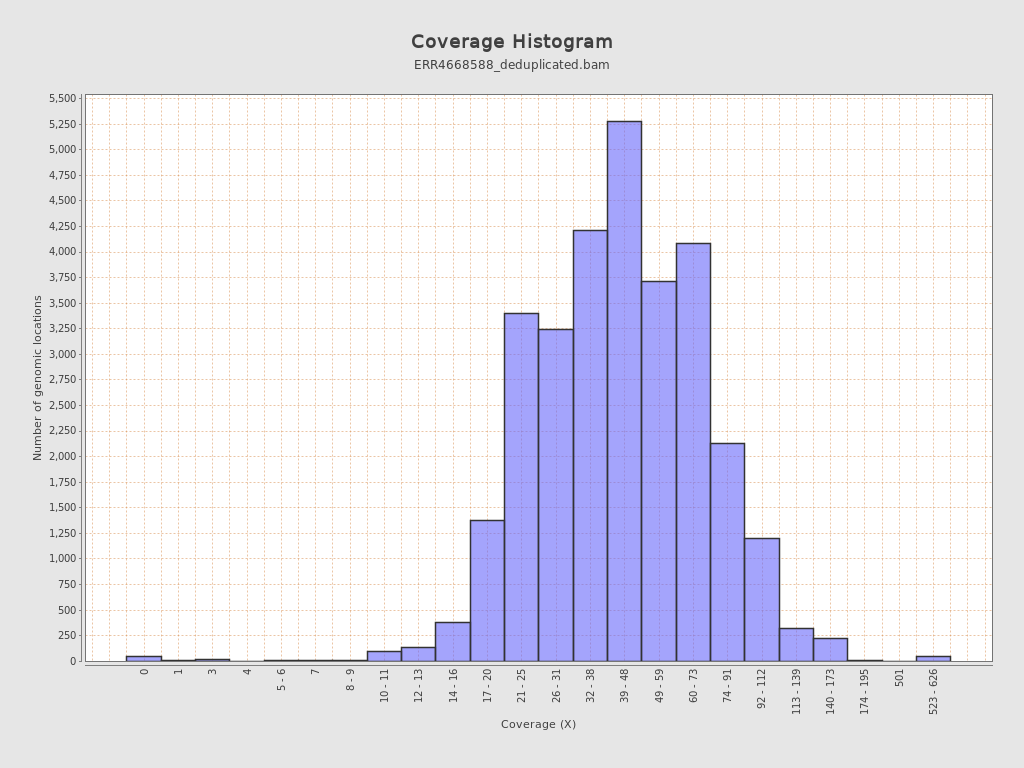 Coverage Histogram
ERR4668588_deduplicated.bam
Number of genomic locations
5,500
5,250
5,000
4,750
4,500
4,250
4,000
3,750
3,500
3,250
3,000
2,750
2,500
2,250
2,000
1,750
1,500
1,250
1,000
750
500
250
0
0
1
3
4
5 - 6
7
8 - 9
10 - 11
12 - 13
14 - 16
17 - 20
21 - 25
26 - 31
32 - 38
39 - 48
49 - 59
60 - 73
74 - 91
92 - 112
113 - 139
140 - 173
174 - 195
501
523 - 626
Coverage (X)